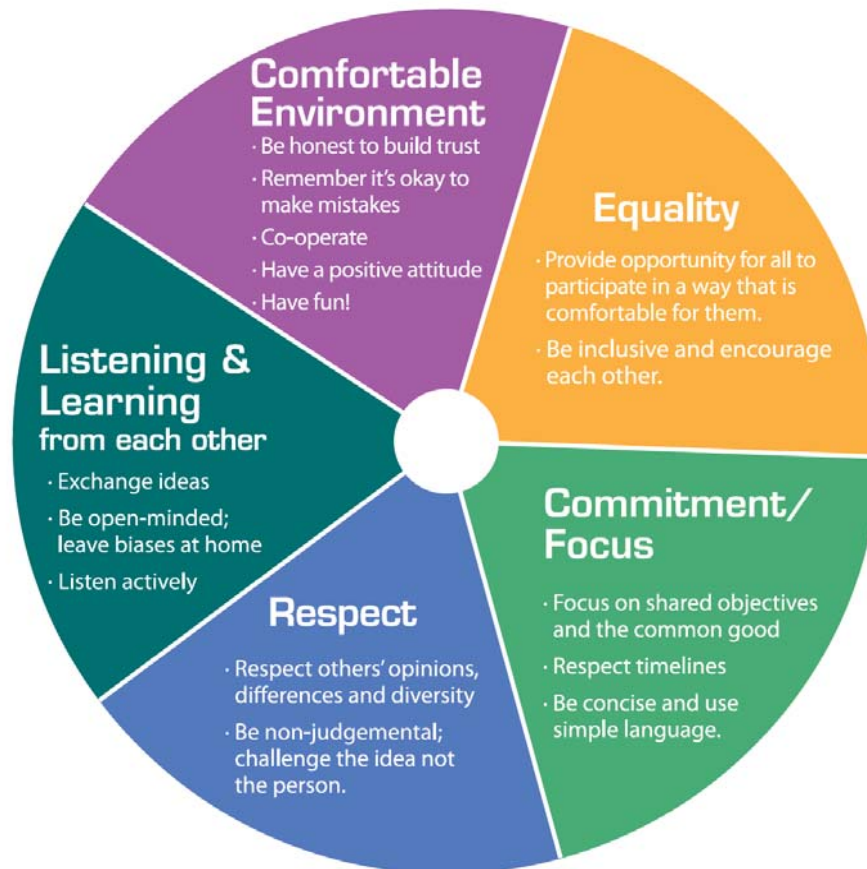 Comfortable
Environment
· Be honest to build trust
· Remember it's okay to
make mistakes
· Co-operate
· Have a positive attitude
· Have fun!
Equality
· Provide opportunity for all to
participate in a way that is
comfortable for them.
· Be inclusive and encourage
each other.
Commitment/
Focus
· Focus on shared objectives
and the common good
· Respect timelines
· Be concise and use
simple language.
Respect
· Respect others' opinions,
differences and diversity
· Be non-judgemental;
challenge the idea not
the person.
Listening &
Learning
from each other
· Exchange ideas
· Be open-minded;
leave biases at home
· Listen actively